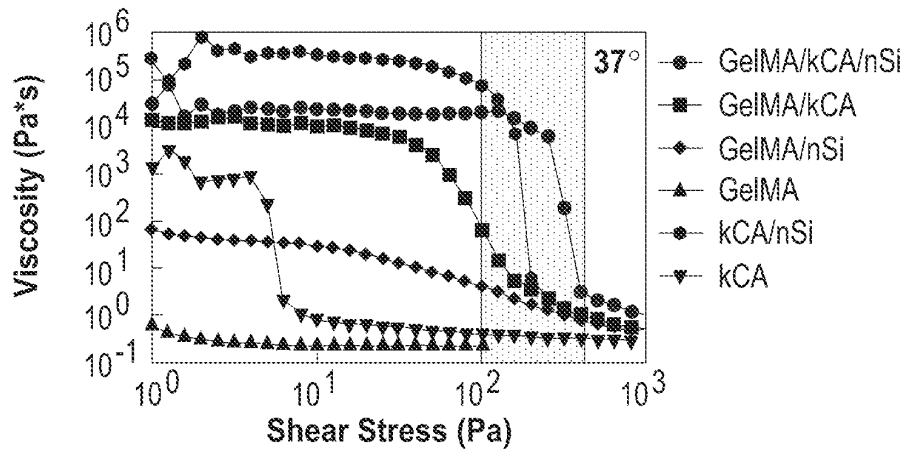 10^6
10^5
10^4
10^3
10^2
10^1
10^0
10^-1
Viscosity (Pa*s)
37°
10^0
10^1
10^2
10^3
Shear Stress (Pa)
GelMA/kCA/nSi
GelMA/kCA
GelMA/nSi
GelMA
kCA/nSi
kCA